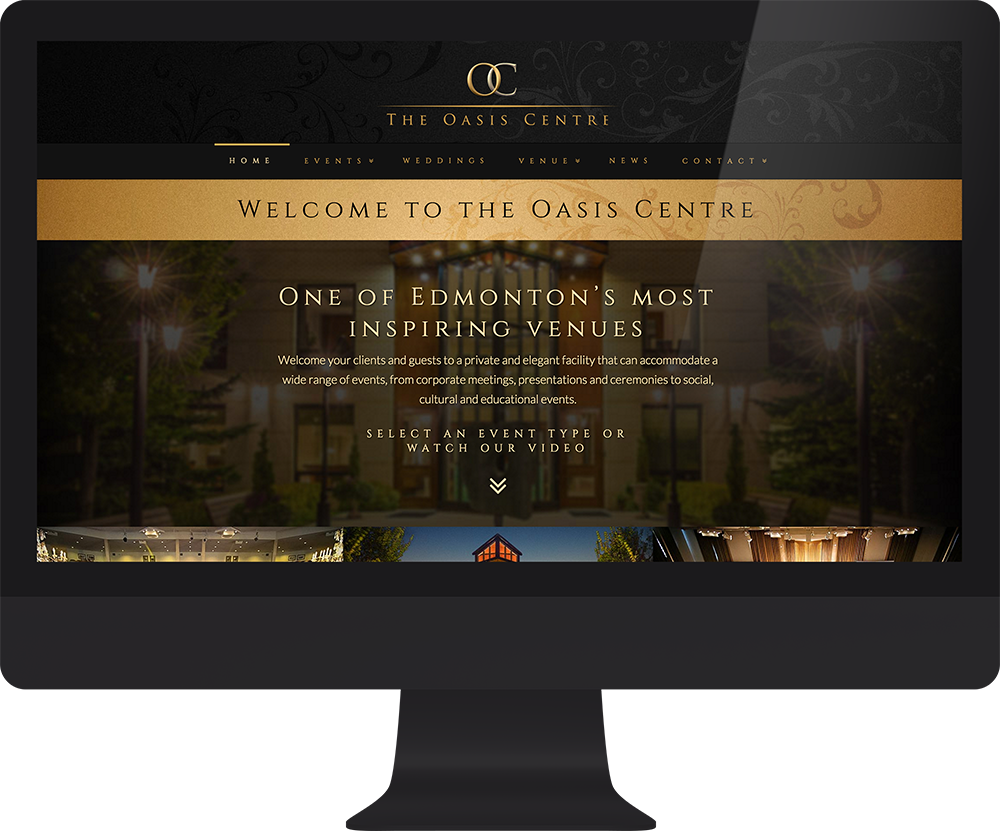 OC
The Oasis Centre
HOME EVENTS WEDDINGS VENUE NEWS CONTACT
Welcome to the Oasis Centre
One of Edmonton's most
inspiring venues
Welcome your clients and guests to a private and elegant facility that can accommodate a
wide range of events, from corporate meetings, presentations and ceremonies to social,
cultural and educational events.
SELECT AN EVENT TYPE OR
WATCH OUR VIDEO